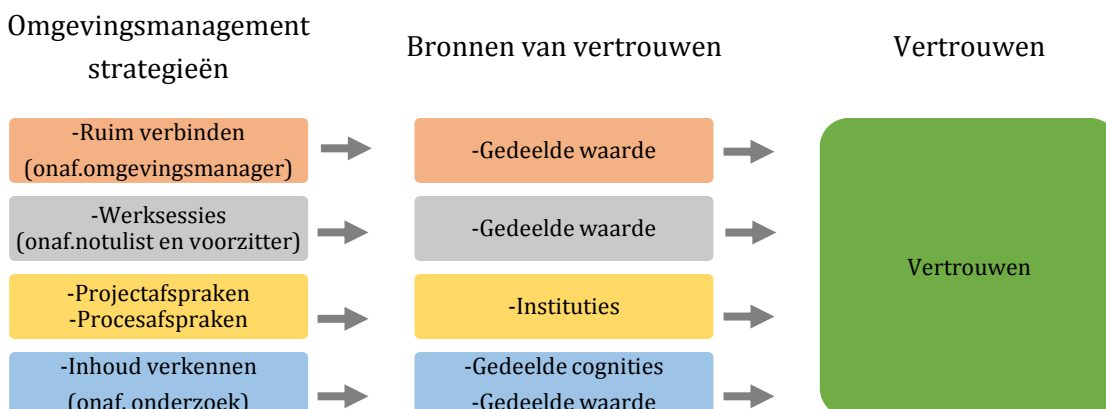 Omgevingsmanagement
strategieën
Bronnen van vertrouwen
Vertrouwen
-Ruim verbinden
(onaf.omgevingsmanager)
-Gedeelde waarde
-Werksessies
(onaf.notulist en voorzitter)
-Gedeelde waarde
-Projectafspraken
-Procesafspraken
-Instituties
-Inhoud verkennen
(onaf. onderzoek)
-Gedeelde cognities
-Gedeelde waarde
Vertrouwen